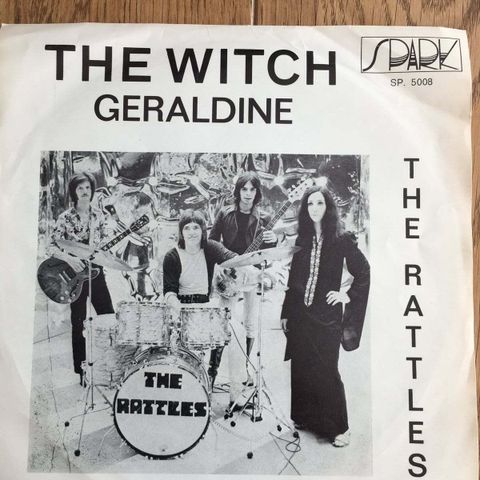 THE WITCH
GERALDINE
SPARK
SP. 5008
THE RATTLES
THE
RATTLES